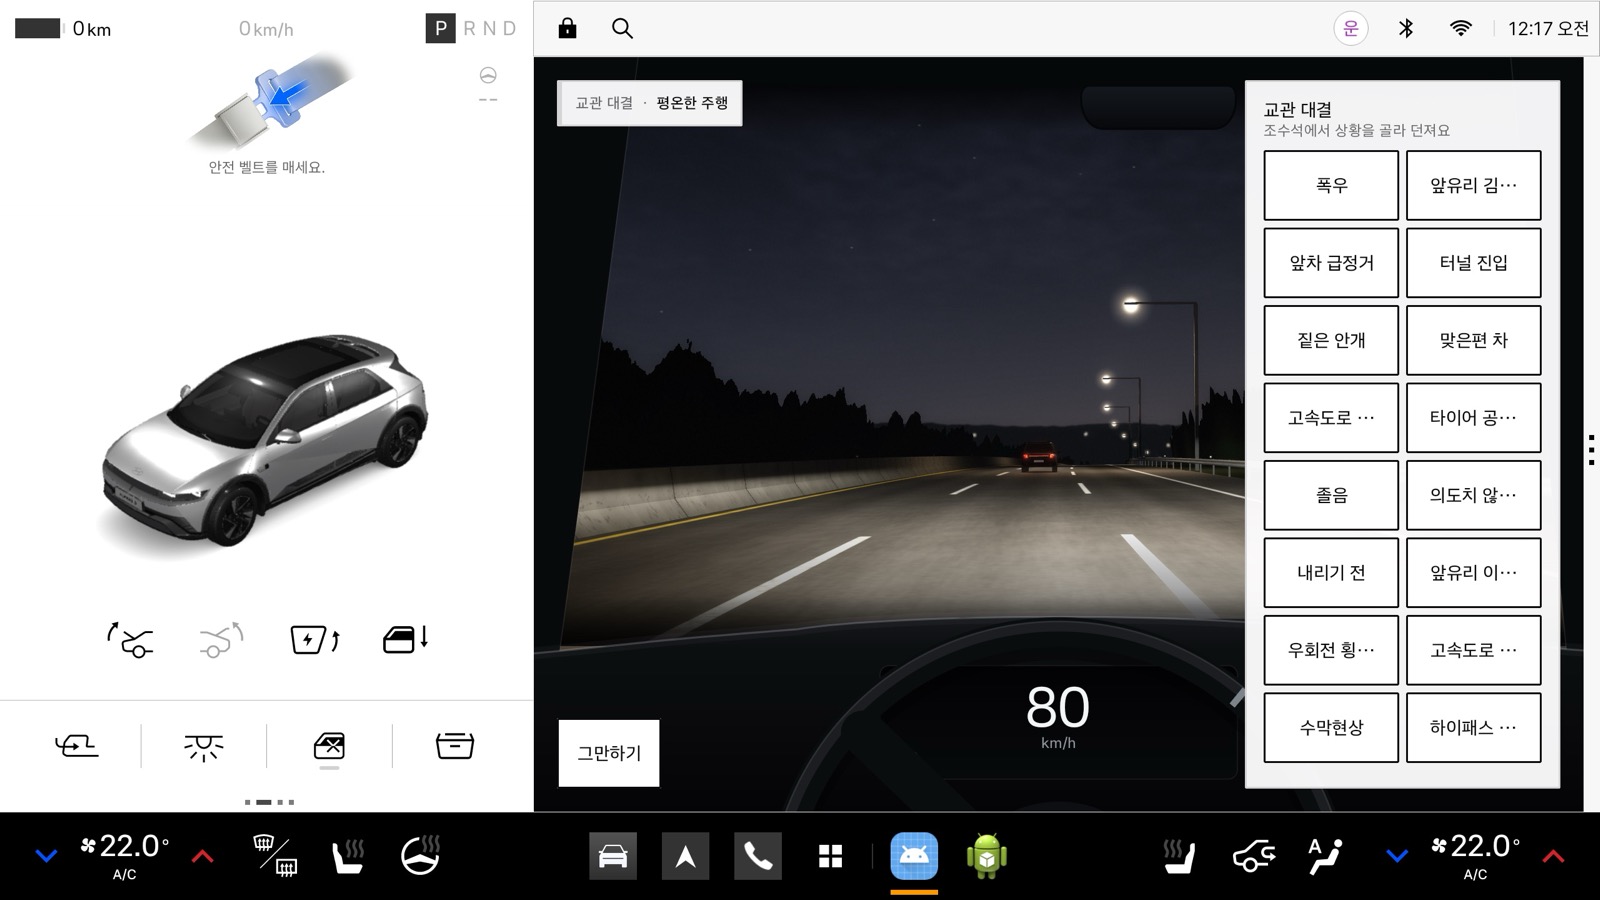 0 km
0 km/h
P R N D
운
12:17 오전
안전 벨트를 매세요.
--
교관 대결 · 평온한 주행
교관 대결
조수석에서 상황을 골라 던져요
폭우
앞유리 김···
앞차 급정거
터널 진입
짙은 안개
맞은편 차
고속도로 ···
타이어 공···
졸음
의도치 않···
내리기 전
앞유리 이···
우회전 횡···
고속도로 ···
수막현상
하이패스 ···
80
km/h
그만하기
22.0°
A/C
A
22.0°
A/C